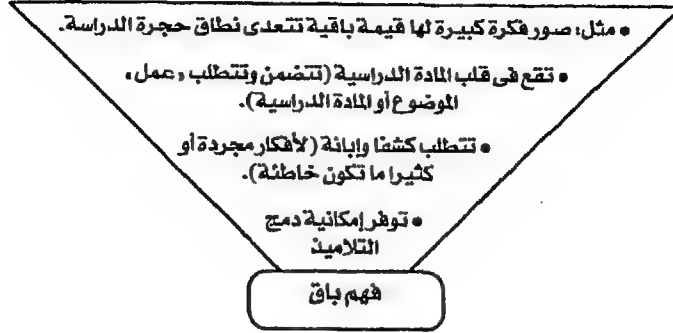 • مثل: صور فكرة كبيرة لها قيمة باقية تتعدى نطاق حجرة الدراسة.
• تقع فى قلب المادة الدراسية (تتضمن وتتطلب «عمل»
الموضوع أو المادة الدراسية).
• تتطلب كشفا وإبانة (لأفكار مجردة أو
كثيرا ما تكون خاطئة).
• توفر إمكانية دمج
التلاميذ
فهم باق